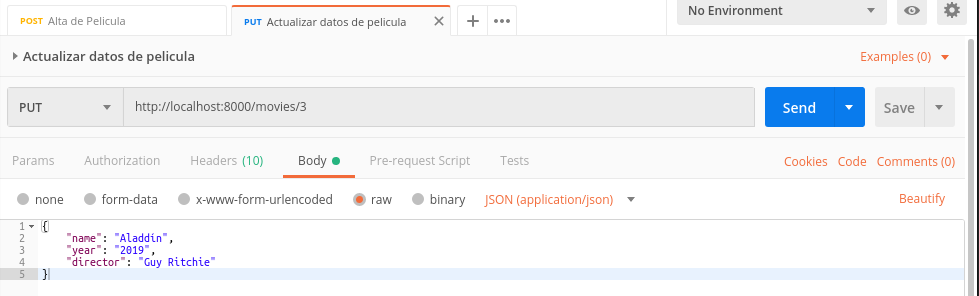 POST Alta de Pelicula
PUT Actualizar datos de pelicula
No Environment
Actualizar datos de pelicula
Examples (0)
PUT
http://localhost:8000/movies/3
Send
Save
Params Authorization Headers (10) Body Pre-request Script Tests
Cookies Code Comments (0)
none form-data x-www-form-urlencoded raw binary JSON (application/json)
Beautify
1 {
2 "name": "Aladdin",
3 "year": "2019",
4 "director": "Guy Ritchie"
5 }